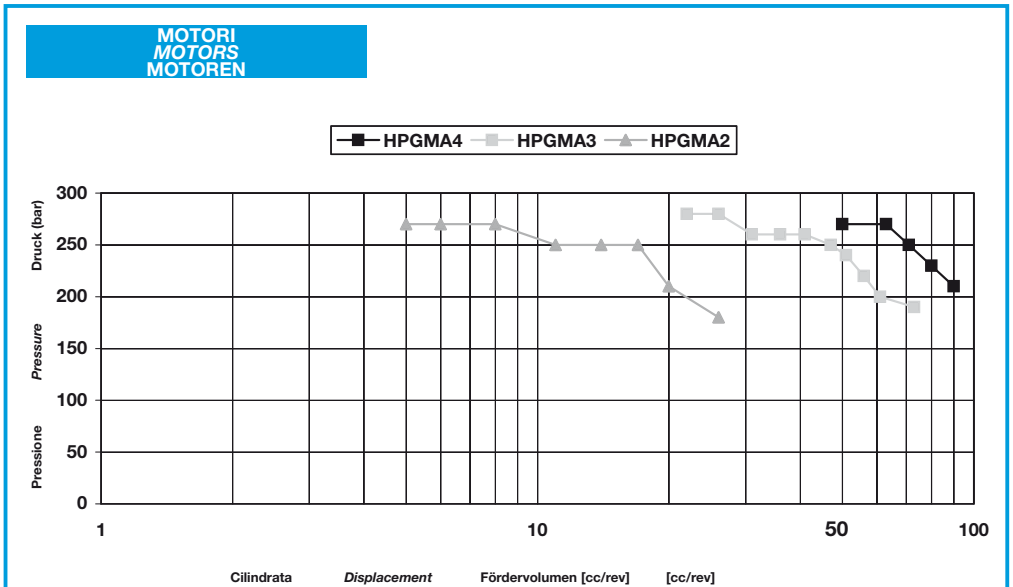 MOTORI
MOTORS
MOTOREN
HPGMA4 HPGMA3 HPGMA2
300
250
200
150
100
50
0
Druck (bar)
Pressure
Pressione
1 10 50 100
Cilindrata Displacement Fördervolumen [cc/rev] [cc/rev]